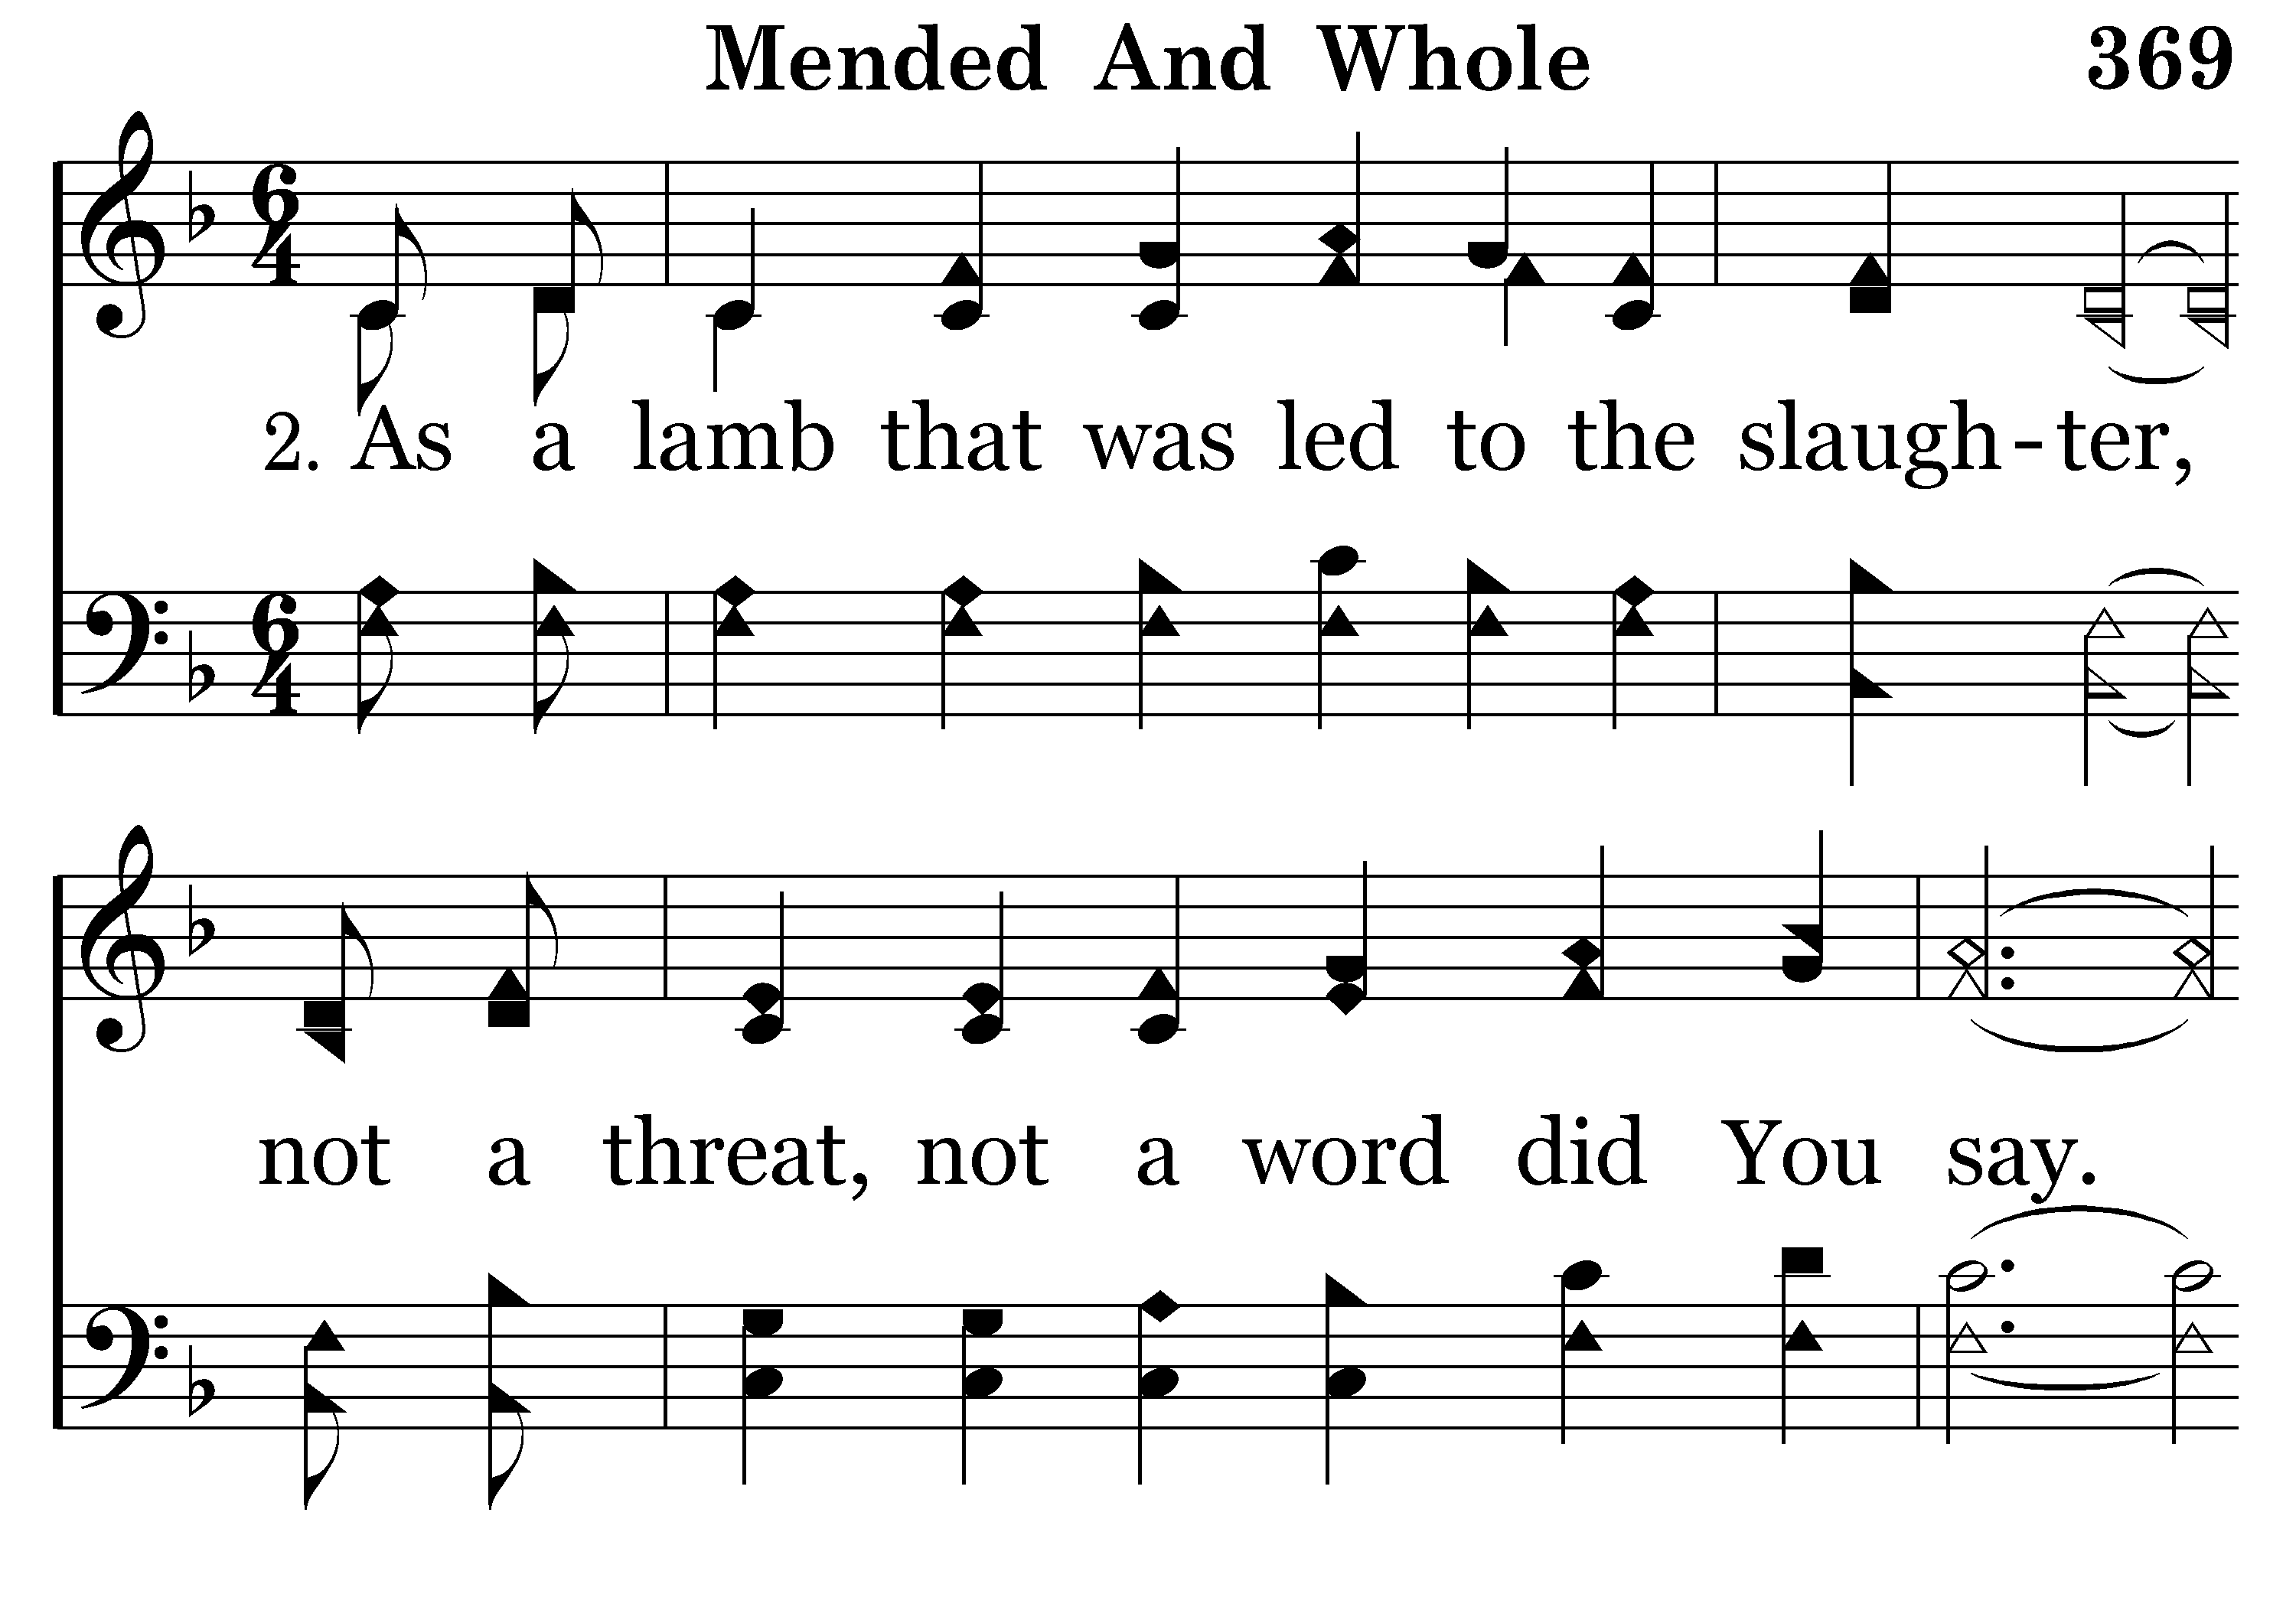 Mended And Whole 369
2. As a lamb that was led to the slaugh-ter,
not a threat, not a word did You say.